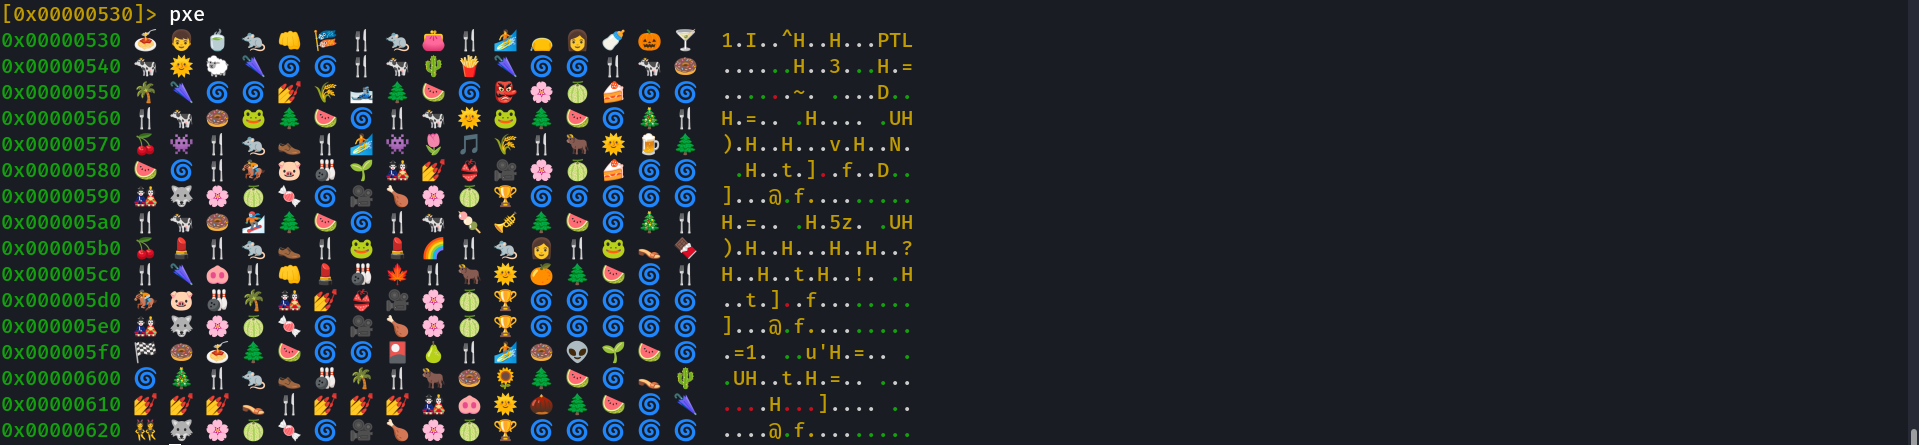 [0x00000530]> pxe
0x00000530 1.I..^H..H...PTL
0x00000540 ......H..3...H.=
0x00000550 ......~. ....D..
0x00000560 H.=.. .H.... .UH
0x00000570 ).H..H...v.H..N.
0x00000580 .H..t.]..f..D..
0x00000590 ]...@.f.........
0x000005a0 H.=.. .H.5z. .UH
0x000005b0 ).H..H...H..H..?
0x000005c0 H..H..t.H..!. .H
0x000005d0 ..t.]..f........
0x000005e0 ]...@.f.........
0x000005f0 .=1. ..u'H.=.. .
0x00000600 .UH..t.H.=.. ...
0x00000610 ....H...].... ..
0x00000620 ....@.f.........